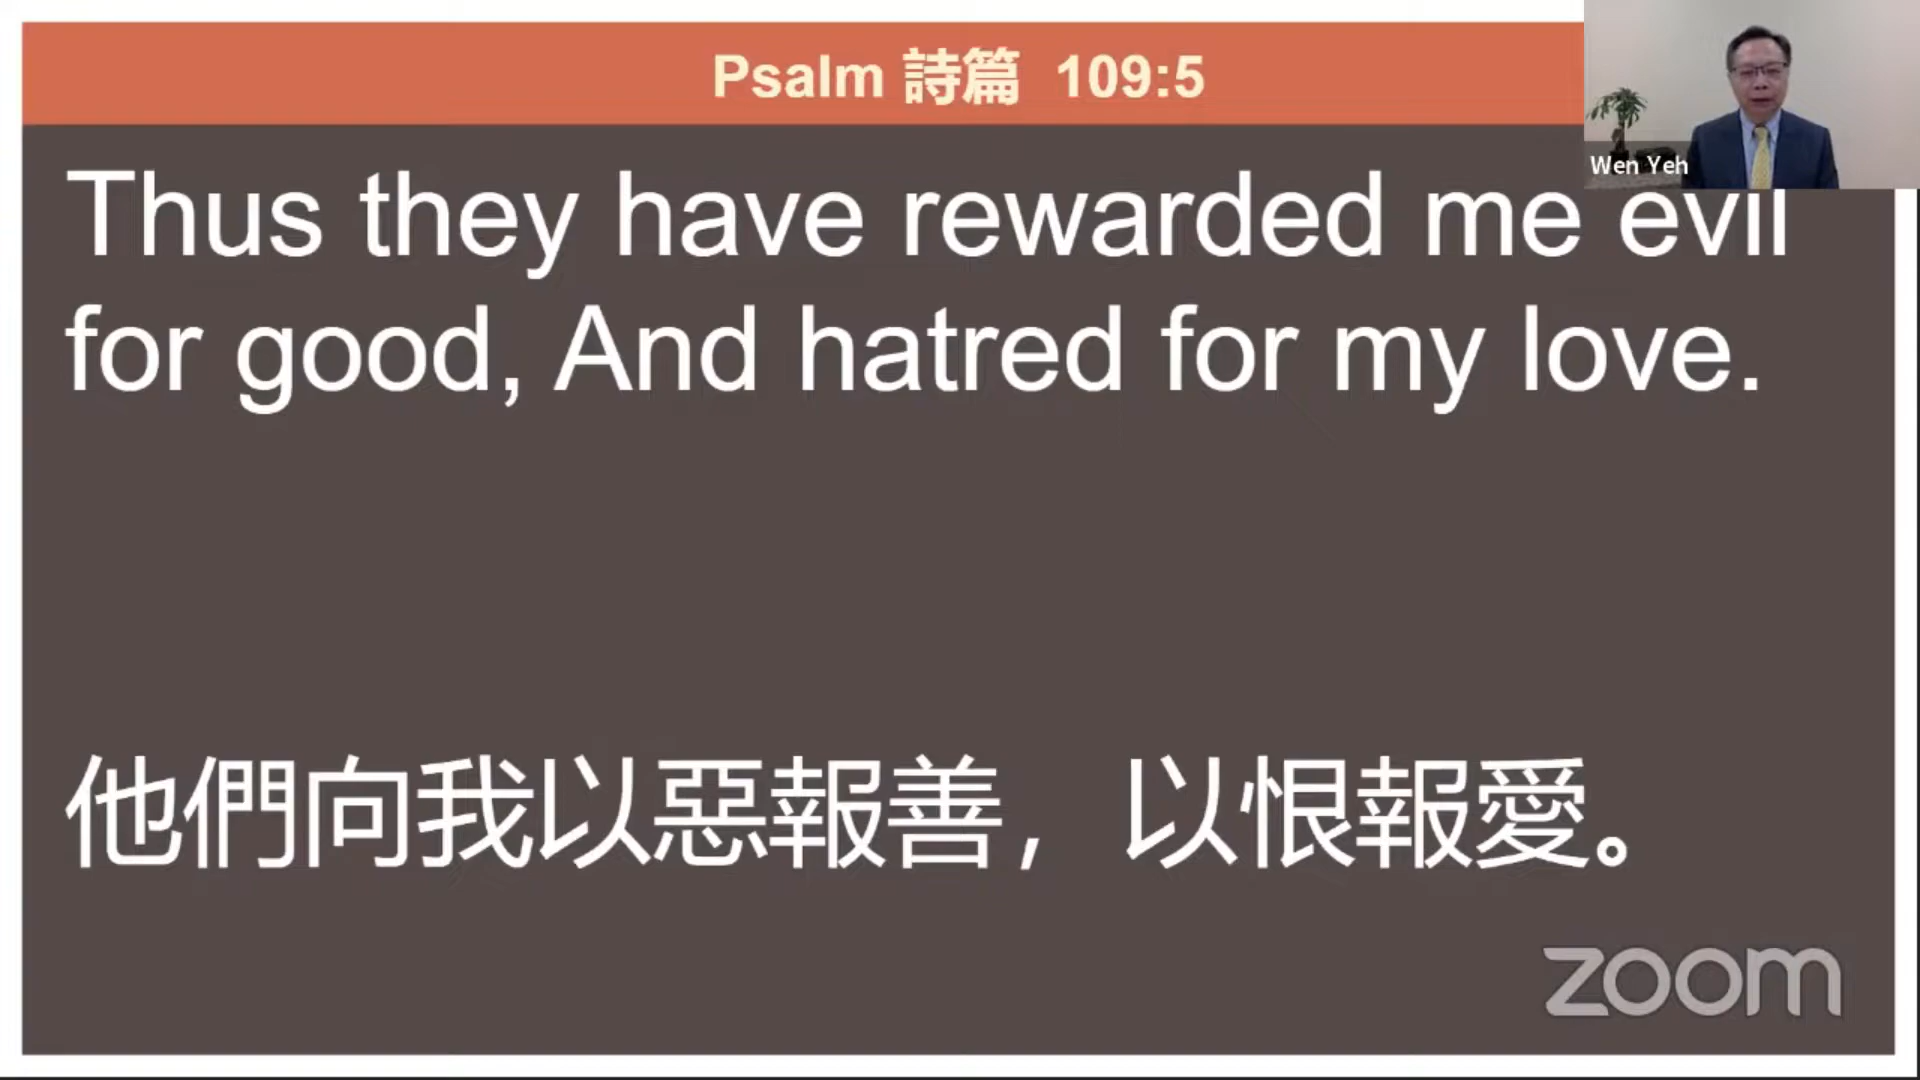 Psalm 詩篇 109:5
Wen Yeh
Thus they have rewarded me evil
for good, And hatred for my love.
他們向我以惡報善，以恨報愛。
zoom